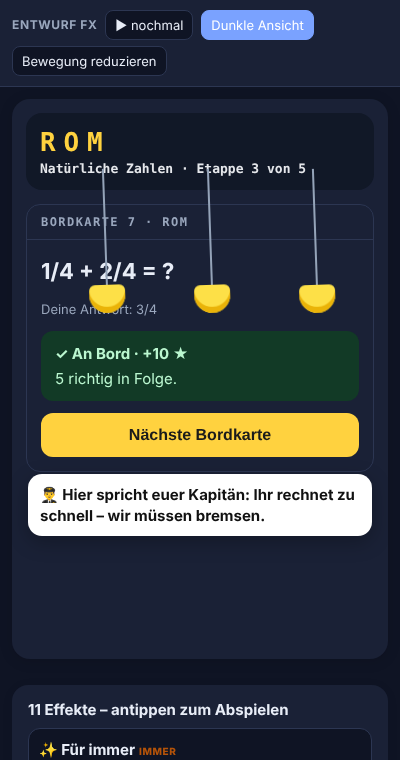 ENTWURF FX ▶ nochmal Dunkle Ansicht
Bewegung reduzieren
ROM
Natürliche Zahlen · Etappe 3 von 5
BORDKARTE 7 · ROM
1/4 + 2/4 = ?
Deine Antwort: 3/4
✓ An Bord · +10 ★
5 richtig in Folge.
Nächste Bordkarte
👨‍✈️ Hier spricht euer Kapitän: Ihr rechnet zu
schnell – wir müssen bremsen.
11 Effekte – antippen zum Abspielen
✨ Für immer IMMER